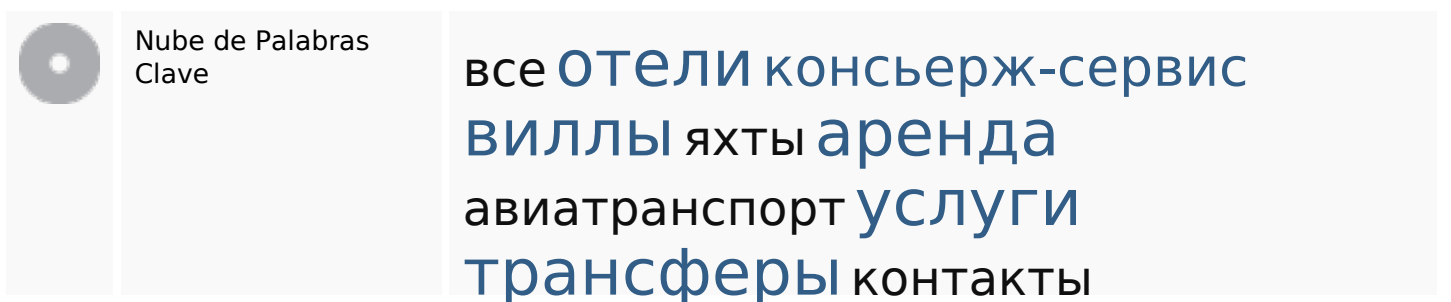 Nube de Palabras
Clave
все отели консьерж-сервис
виллы яхты аренда
авиатранспорт услуги
трансферы контакты